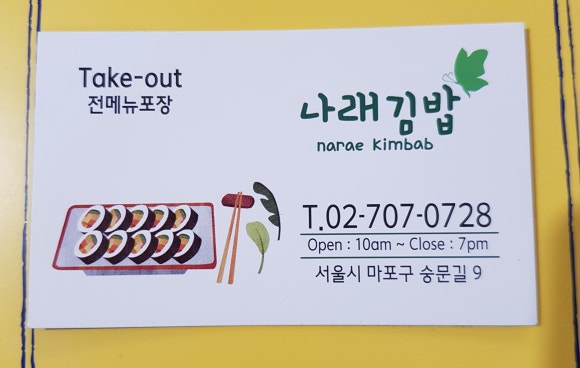 Take-out
전메뉴포장
나래김밥
narae kimbab
T.02-707-0728
Open : 10am ~ Close : 7pm
서울시 마포구 숭문길 9